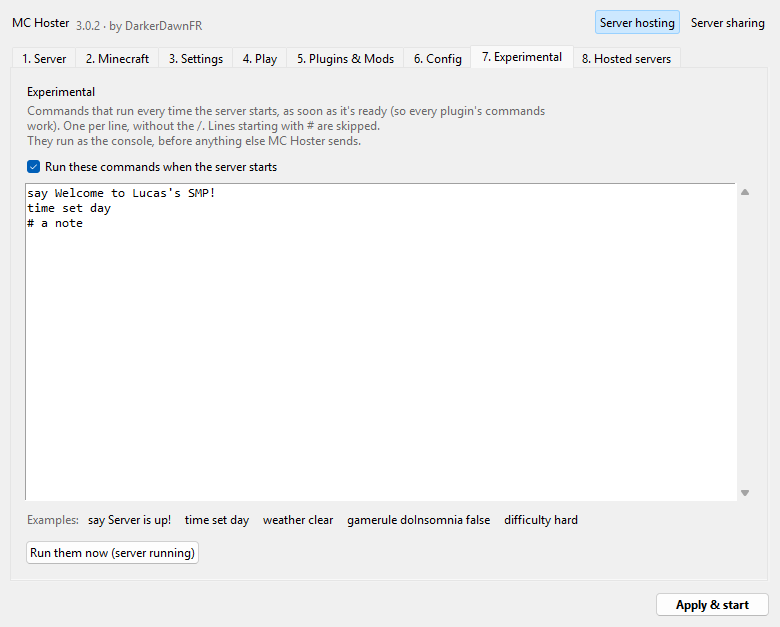 MC Hoster 3.0.2 · by DarkerDawnFR
Server hosting Server sharing
1. Server 2. Minecraft 3. Settings 4. Play 5. Plugins & Mods 6. Config 7. Experimental 8. Hosted servers
Experimental
Commands that run every time the server starts, as soon as it's ready (so every plugin's commands
work). One per line, without the /. Lines starting with # are skipped.
They run as the console, before anything else MC Hoster sends.
Run these commands when the server starts
say Welcome to Lucas's SMP!
time set day
# a note
Examples: say Server is up! time set day weather clear gamerule doInsomnia false difficulty hard
Run them now (server running)
Apply & start